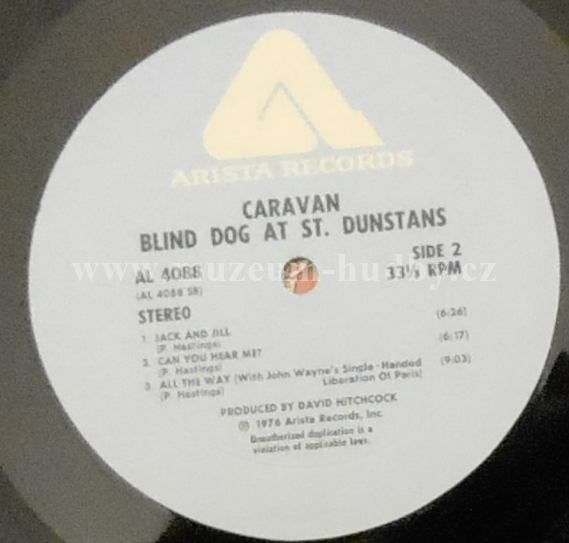 ARISTA RECORDS
CARAVAN
BLIND DOG AT ST. DUNSTANS
AL 4088
(AL 4088 SB)
SIDE 2
33⅓ RPM
www.muzeum-hudby.cz
STEREO
1. JACK AND JILL (6:26)
(P. Hastings)
2. CAN YOU HEAR ME? (6:17)
(P. Hastings)
3. ALL THE WAY (With John Wayne's Single-Handed (9:03)
Liberation Of Paris)
(P. Hastings)
PRODUCED BY DAVID HITCHCOCK
℗ 1976 Arista Records, Inc.
Unauthorized duplication is a
violation of applicable laws.